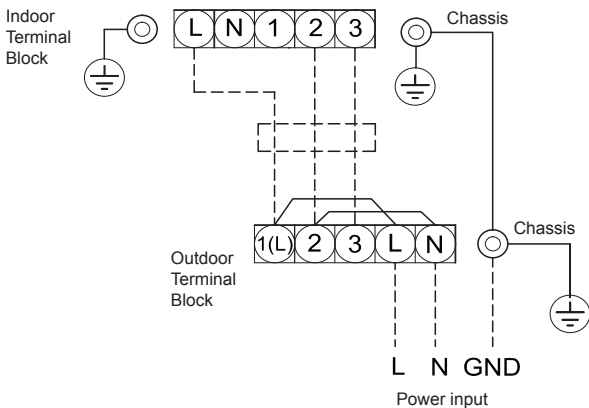 Indoor
Terminal
Block
L N 1 2 3
Chassis
1(L) 2 3 L N
Outdoor
Terminal
Block
Chassis
L N GND
Power input